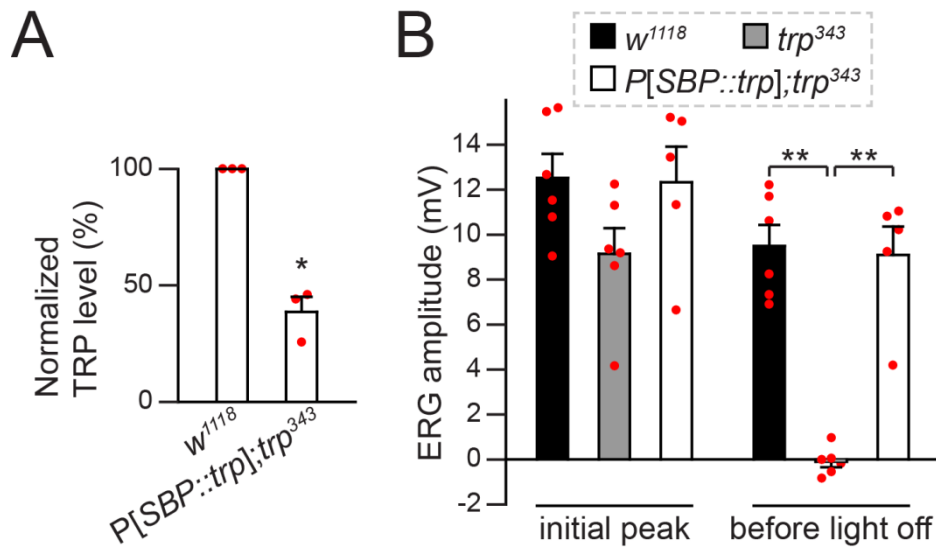 A
Normalized
TRP level (%)
100
50
0
*
w¹¹¹⁸
P[SBP::trp];trp³⁴³
B
w¹¹¹⁸
trp³⁴³
P[SBP::trp];trp³⁴³
ERG amplitude (mV)
14
12
10
8
6
4
2
0
-2
** **
initial peak before light off